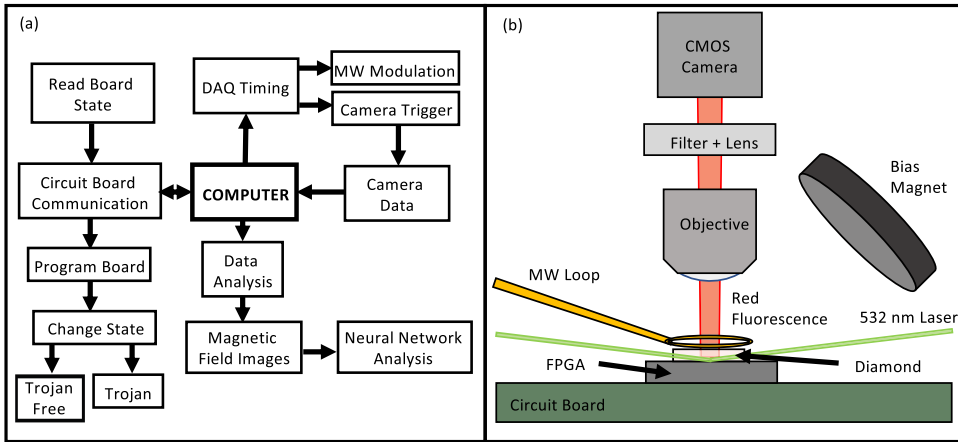 (a)
Read Board
State
DAQ Timing
MW Modulation
Camera Trigger
Circuit Board
Communication
COMPUTER
Camera
Data
Program Board
Data
Analysis
Change State
Magnetic
Field Images
Neural Network
Analysis
Trojan
Free
Trojan
(b)
CMOS
Camera
Filter + Lens
Bias
Magnet
Objective
MW Loop
Red
Fluorescence
532 nm Laser
FPGA
Diamond
Circuit Board